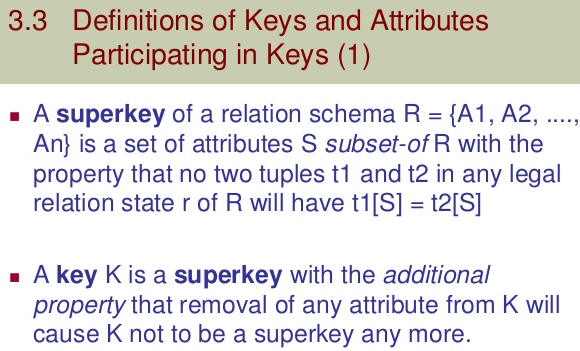 3.3 Definitions of Keys and Attributes
Participating in Keys (1)
▪ A superkey of a relation schema R = {A1, A2, ....,
An} is a set of attributes S subset-of R with the
property that no two tuples t1 and t2 in any legal
relation state r of R will have t1[S] = t2[S]
▪ A key K is a superkey with the additional
property that removal of any attribute from K will
cause K not to be a superkey any more.